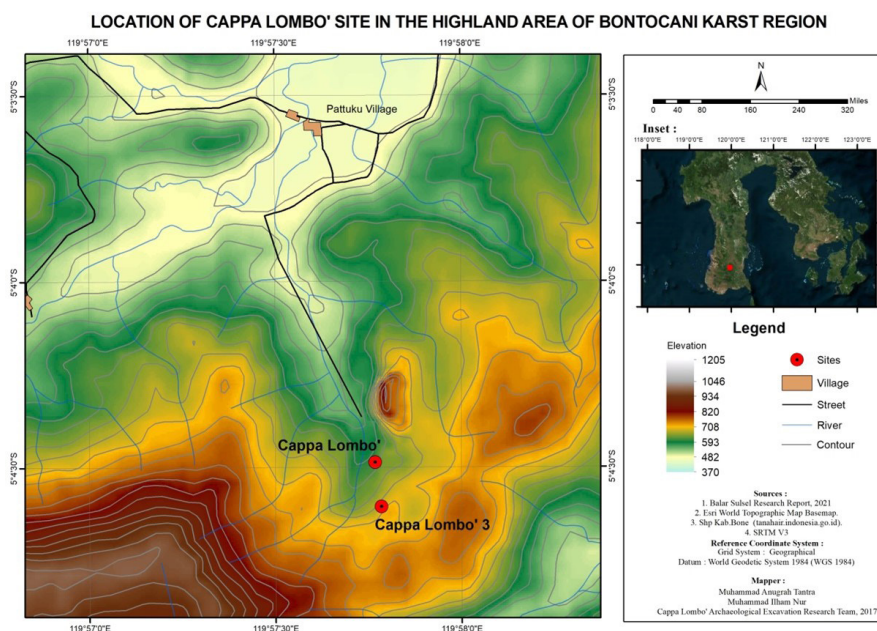 LOCATION OF CAPPA LOMBO' SITE IN THE HIGHLAND AREA OF BONTOCANI KARST REGION
119°57'0"E 119°57'30"E 119°58'0"E
5°3'30"S
5°4'0"S
5°4'30"S
Pattuku Village
Cappa Lombo'
Cappa Lombo' 3
5°3'30"S
5°4'0"S
5°4'30"S
119°57'0"E 119°57'30"E 119°58'0"E
N
0 20 40 80 120 160 240 320 Miles
Inset :
118°0'0"E 119°0'0"E 120°0'0"E 121°0'0"E 122°0'0"E 123°0'0"E
Legend
Elevation
1205
1046
934
820
708
593
482
370
Sites
Village
Street
River
Contour
Sources :
1. Balar Sulsel Research Report, 2021
2. Esri World Topographic Map Basemap.
3. Shp Kab.Bone (tanahair.indonesia.go.id).
4. SRTM V3
Reference Coordinate System :
Grid System : Geographical
Datum : World Geodetic System 1984 (WGS 1984)
Mapper :
Muhammad Anugrah Tantra
Muhammad Ilham Nur
Cappa Lombo' Archaeological Excavation Research Team, 2017